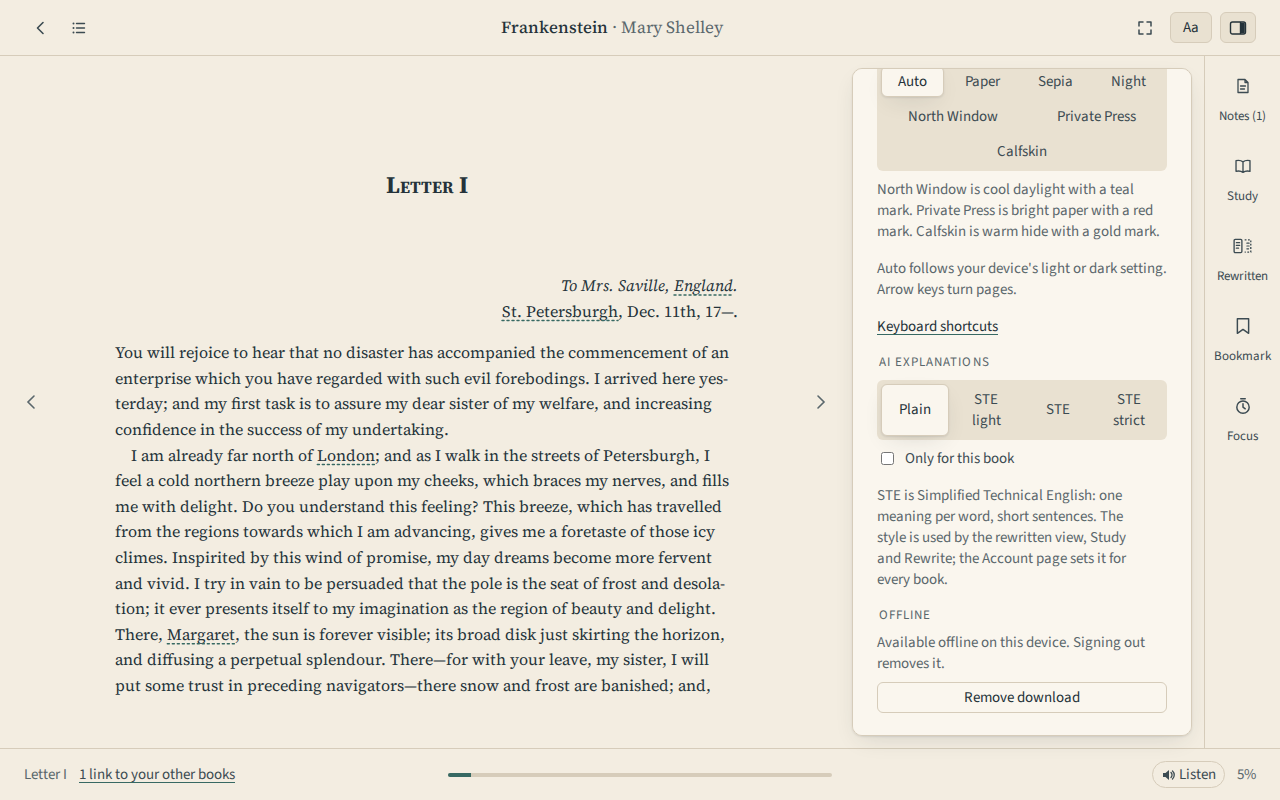 Frankenstein · Mary Shelley
Aa
Letter I
To Mrs. Saville, England.
St. Petersburgh, Dec. 11th, 17—.
You will rejoice to hear that no disaster has accompanied the commencement of an
enterprise which you have regarded with such evil forebodings. I arrived here yes-
terday; and my first task is to assure my dear sister of my welfare, and increasing
confidence in the success of my undertaking.
I am already far north of London; and as I walk in the streets of Petersburgh, I
feel a cold northern breeze play upon my cheeks, which braces my nerves, and fills
me with delight. Do you understand this feeling? This breeze, which has travelled
from the regions towards which I am advancing, gives me a foretaste of those icy
climes. Inspirited by this wind of promise, my day dreams become more fervent
and vivid. I try in vain to be persuaded that the pole is the seat of frost and desola-
tion; it ever presents itself to my imagination as the region of beauty and delight.
There, Margaret, the sun is forever visible; its broad disk just skirting the horizon,
and diffusing a perpetual splendour. There—for with your leave, my sister, I will
put some trust in preceding navigators—there snow and frost are banished; and,
Auto Paper Sepia Night
North Window Private Press
Calfskin
North Window is cool daylight with a teal
mark. Private Press is bright paper with a red
mark. Calfskin is warm hide with a gold mark.
Auto follows your device's light or dark setting.
Arrow keys turn pages.
Keyboard shortcuts
AI EXPLANATIONS
Plain STE light STE STE strict
Only for this book
STE is Simplified Technical English: one
meaning per word, short sentences. The
style is used by the rewritten view, Study
and Rewrite; the Account page sets it for
every book.
OFFLINE
Available offline on this device. Signing out
removes it.
Remove download
Notes (1)
Study
Rewritten
Bookmark
Focus
Letter I 1 link to your other books
Listen 5%